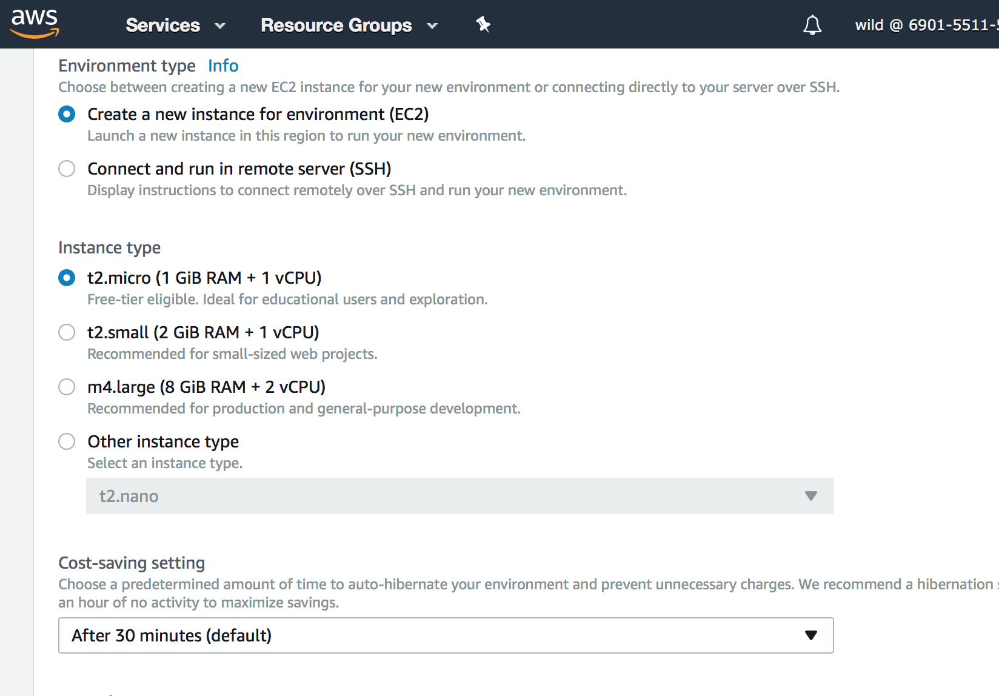 aws
Services
Resource Groups
wild @ 6901-5511-
Environment type Info
Choose between creating a new EC2 instance for your new environment or connecting directly to your server over SSH.
Create a new instance for environment (EC2)
Launch a new instance in this region to run your new environment.
Connect and run in remote server (SSH)
Display instructions to connect remotely over SSH and run your new environment.
Instance type
t2.micro (1 GiB RAM + 1 vCPU)
Free-tier eligible. Ideal for educational users and exploration.
t2.small (2 GiB RAM + 1 vCPU)
Recommended for small-sized web projects.
m4.large (8 GiB RAM + 2 vCPU)
Recommended for production and general-purpose development.
Other instance type
Select an instance type.
t2.nano
Cost-saving setting
Choose a predetermined amount of time to auto-hibernate your environment and prevent unnecessary charges. We recommend a hibernation
an hour of no activity to maximize savings.
After 30 minutes (default)